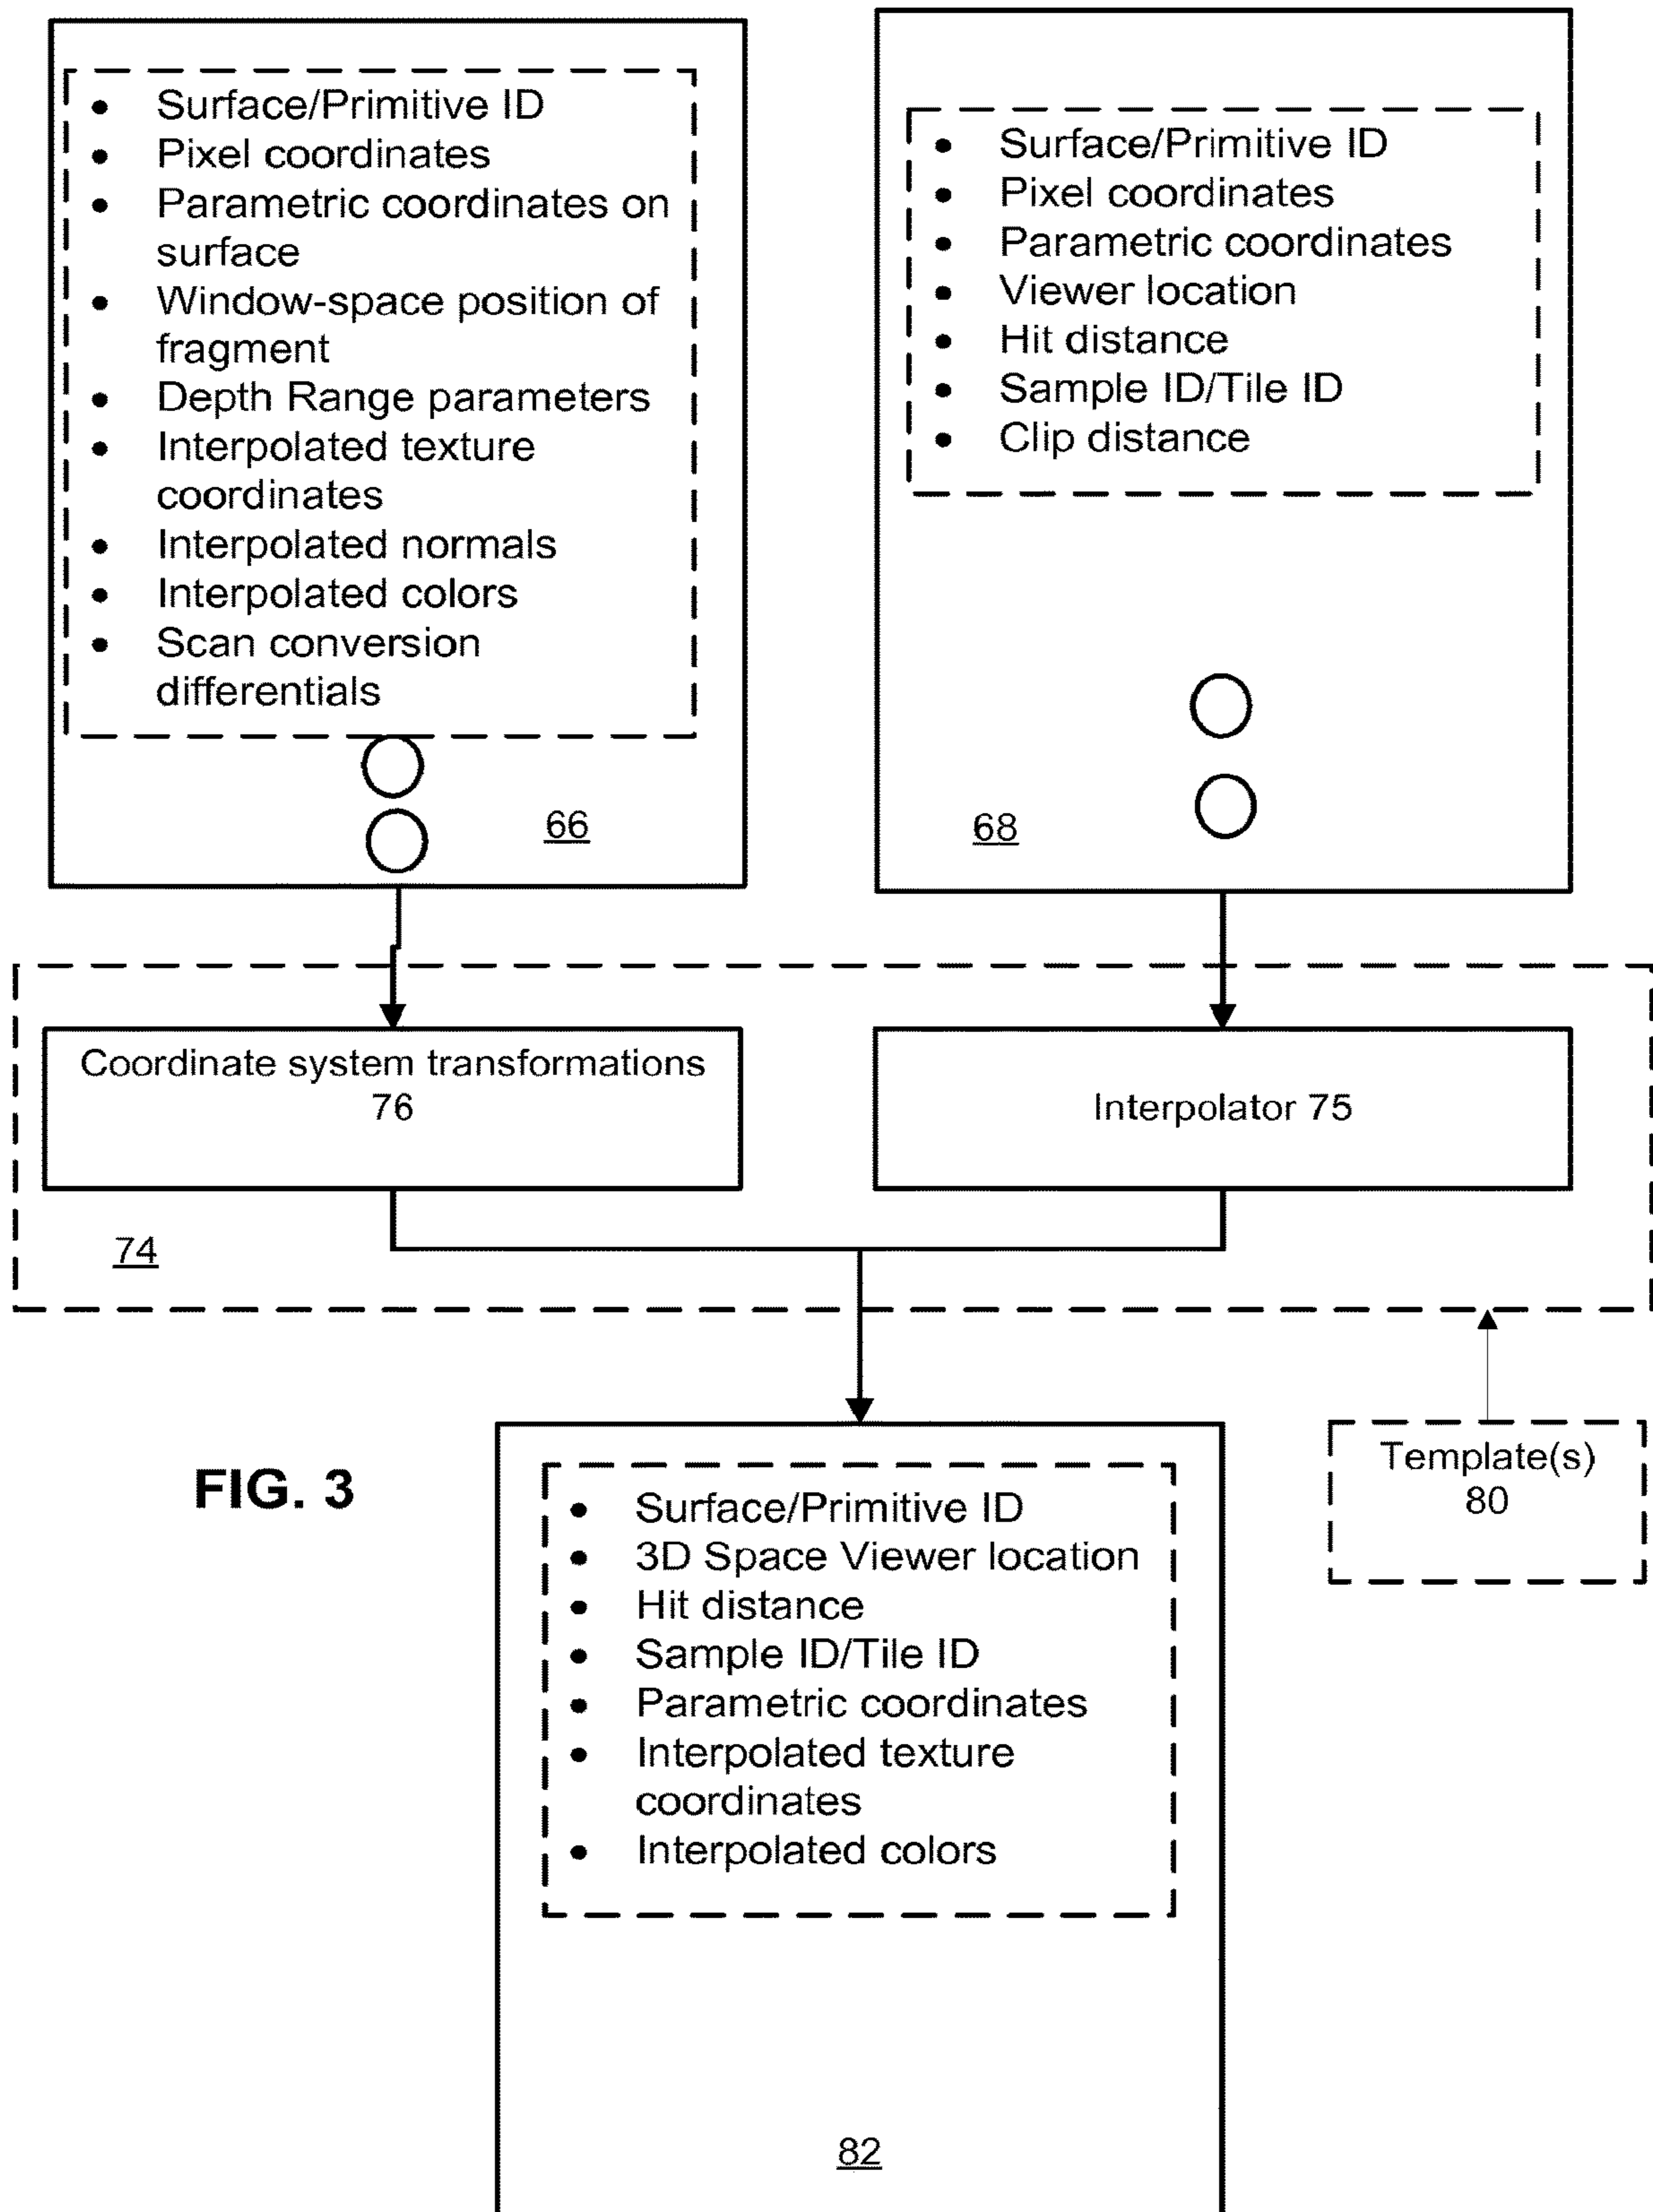 • Surface/Primitive ID
• Pixel coordinates
• Parametric coordinates on
surface
• Window-space position of
fragment
• Depth Range parameters
• Interpolated texture
coordinates
• Interpolated normals
• Interpolated colors
• Scan conversion
differentials
66
• Surface/Primitive ID
• Pixel coordinates
• Parametric coordinates
• Viewer location
• Hit distance
• Sample ID/Tile ID
• Clip distance
68
Coordinate system transformations
76
Interpolator 75
74
FIG. 3
• Surface/Primitive ID
• 3D Space Viewer location
• Hit distance
• Sample ID/Tile ID
• Parametric coordinates
• Interpolated texture
coordinates
• Interpolated colors
82
Template(s)
80